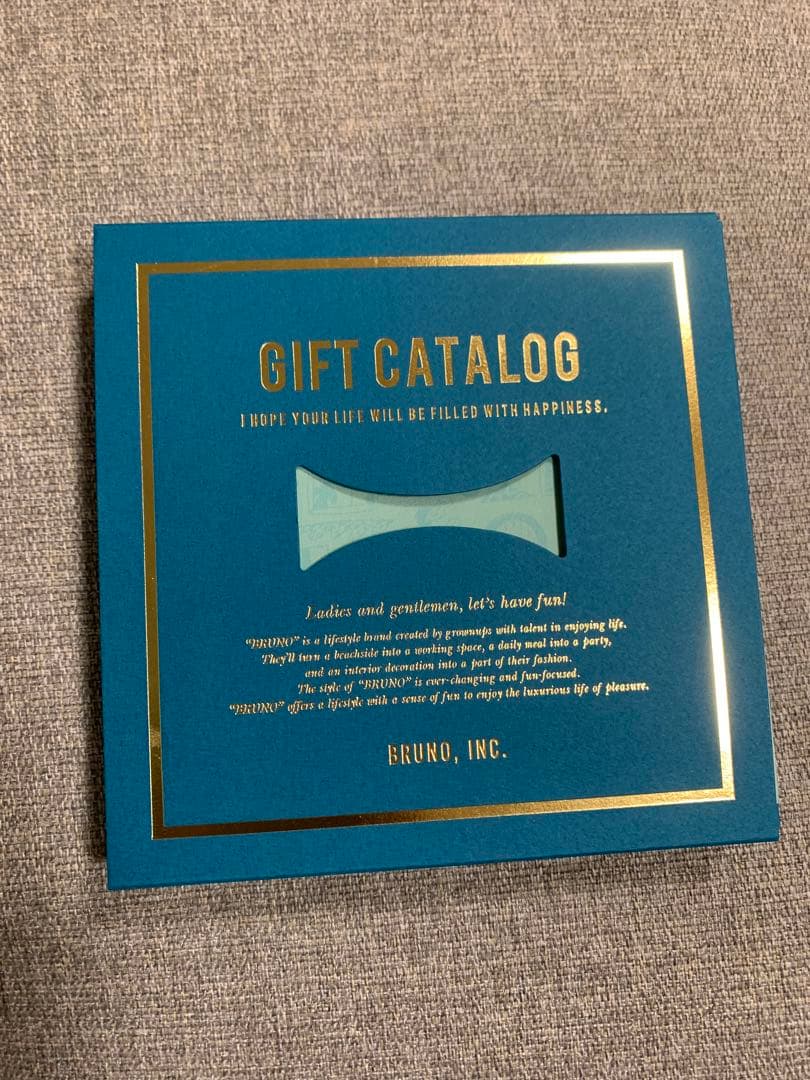 GIFT CATALOG
I HOPE YOUR LIFE WILL BE FILLED WITH HAPPINESS.
Ladies and gentlemen, let's have fun!
"BRUNO" is a lifestyle brand created by grownups with talent in enjoying life.
They'll turn a beachside into a working space, a daily meal into a party,
and an interior decoration into a part of their fashion.
The style of "BRUNO" is ever-changing and fun-focused.
"BRUNO" offers a lifestyle with a sense of fun to enjoy the luxurious life of pleasure.
BRUNO, INC.